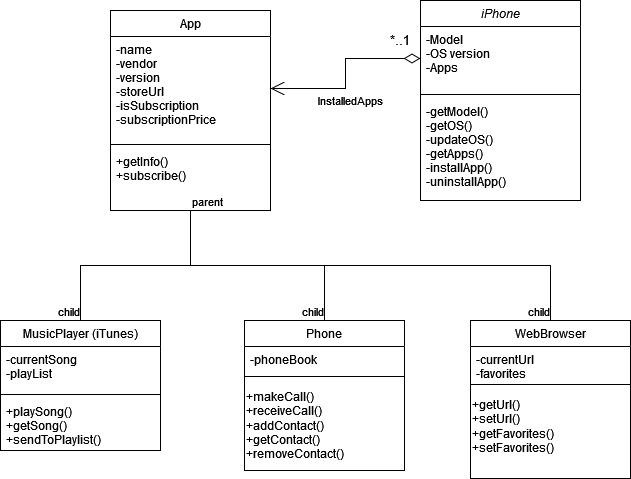 App
-name
-vendor
-version
-storeUrl
-isSubscription
-subscriptionPrice
+getInfo()
+subscribe()
parent
*..1
InstalledApps
iPhone
-Model
-OS version
-Apps
-getModel()
-getOS()
-updateOS()
-getApps()
-installApp()
-uninstallApp()
child
MusicPlayer (iTunes)
-currentSong
-playList
+playSong()
+getSong()
+sendToPlaylist()
child
Phone
-phoneBook
+makeCall()
+receiveCall()
+addContact()
+getContact()
+removeContact()
child
WebBrowser
-currentUrl
-favorites
+getUrl()
+setUrl()
+getFavorites()
+setFavorites()